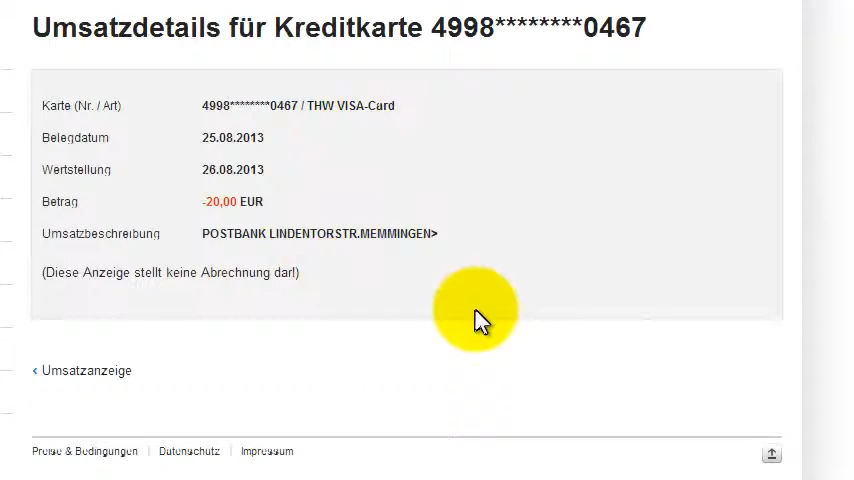 Umsatzdetails für Kreditkarte 4998********0467
Karte (Nr. / Art) 4998********0467 / THW VISA-Card
Belegdatum 25.08.2013
Wertstellung 26.08.2013
Betrag -20,00 EUR
Umsatzbeschreibung POSTBANK LINDENTORSTR.MEMMINGEN>
(Diese Anzeige stellt keine Abrechnung dar!)
‹ Umsatzanzeige
Preise & Bedingungen | Datenschutz | Impressum